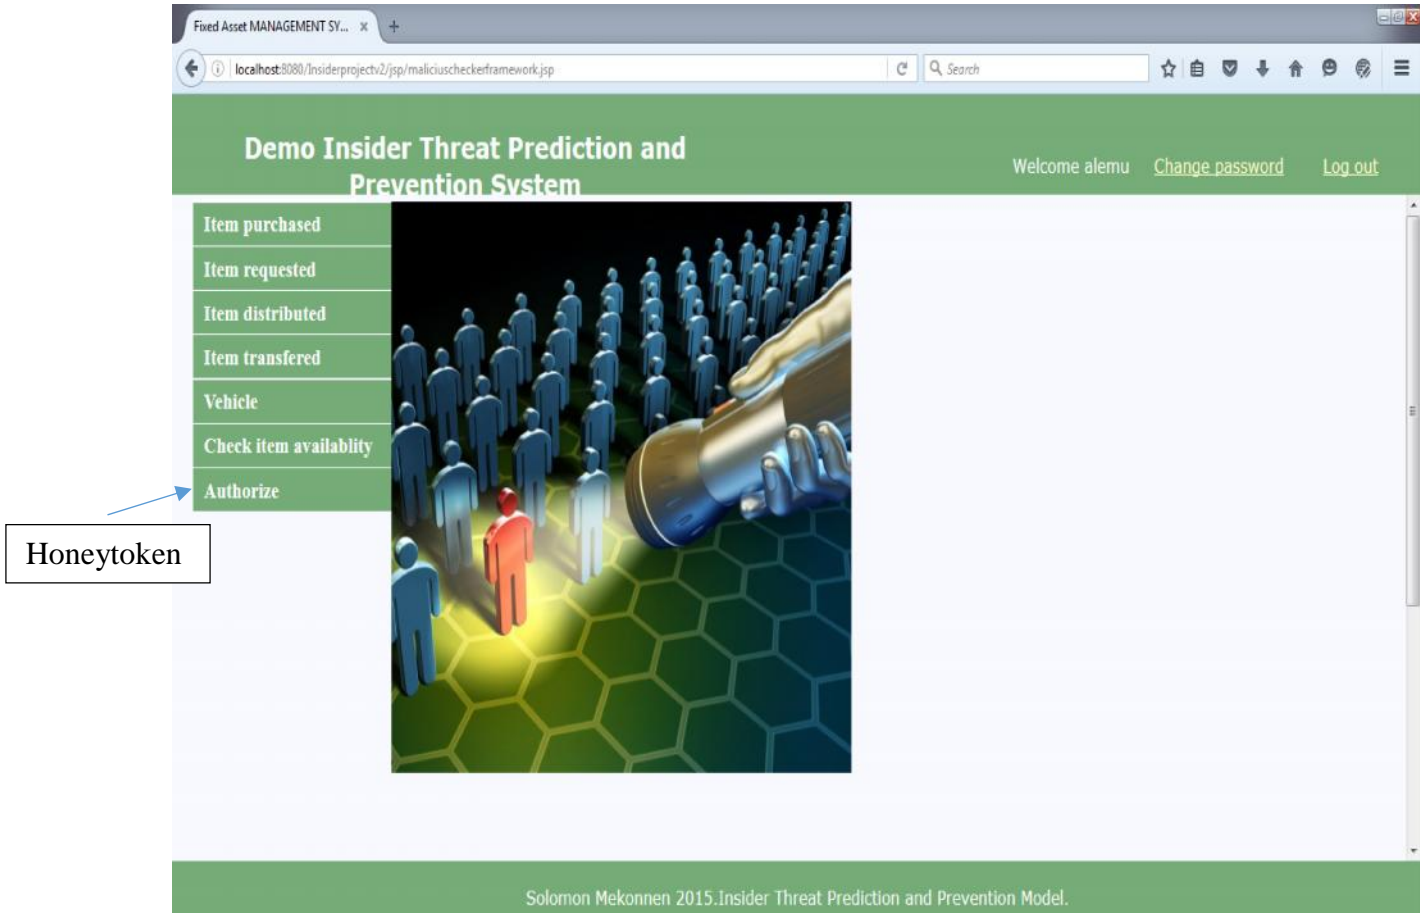 Fixed Asset MANAGEMENT SY... x +
localhost:8080/Insiderprojectv2/jsp/maliciuscheckerframework.jsp
Search
Demo Insider Threat Prediction and
Prevention System
Welcome alemu Change password Log out
Item purchased
Item requested
Item distributed
Item transfered
Vehicle
Check item availablity
Authorize
Honeytoken
Solomon Mekonnen 2015.Insider Threat Prediction and Prevention Model.